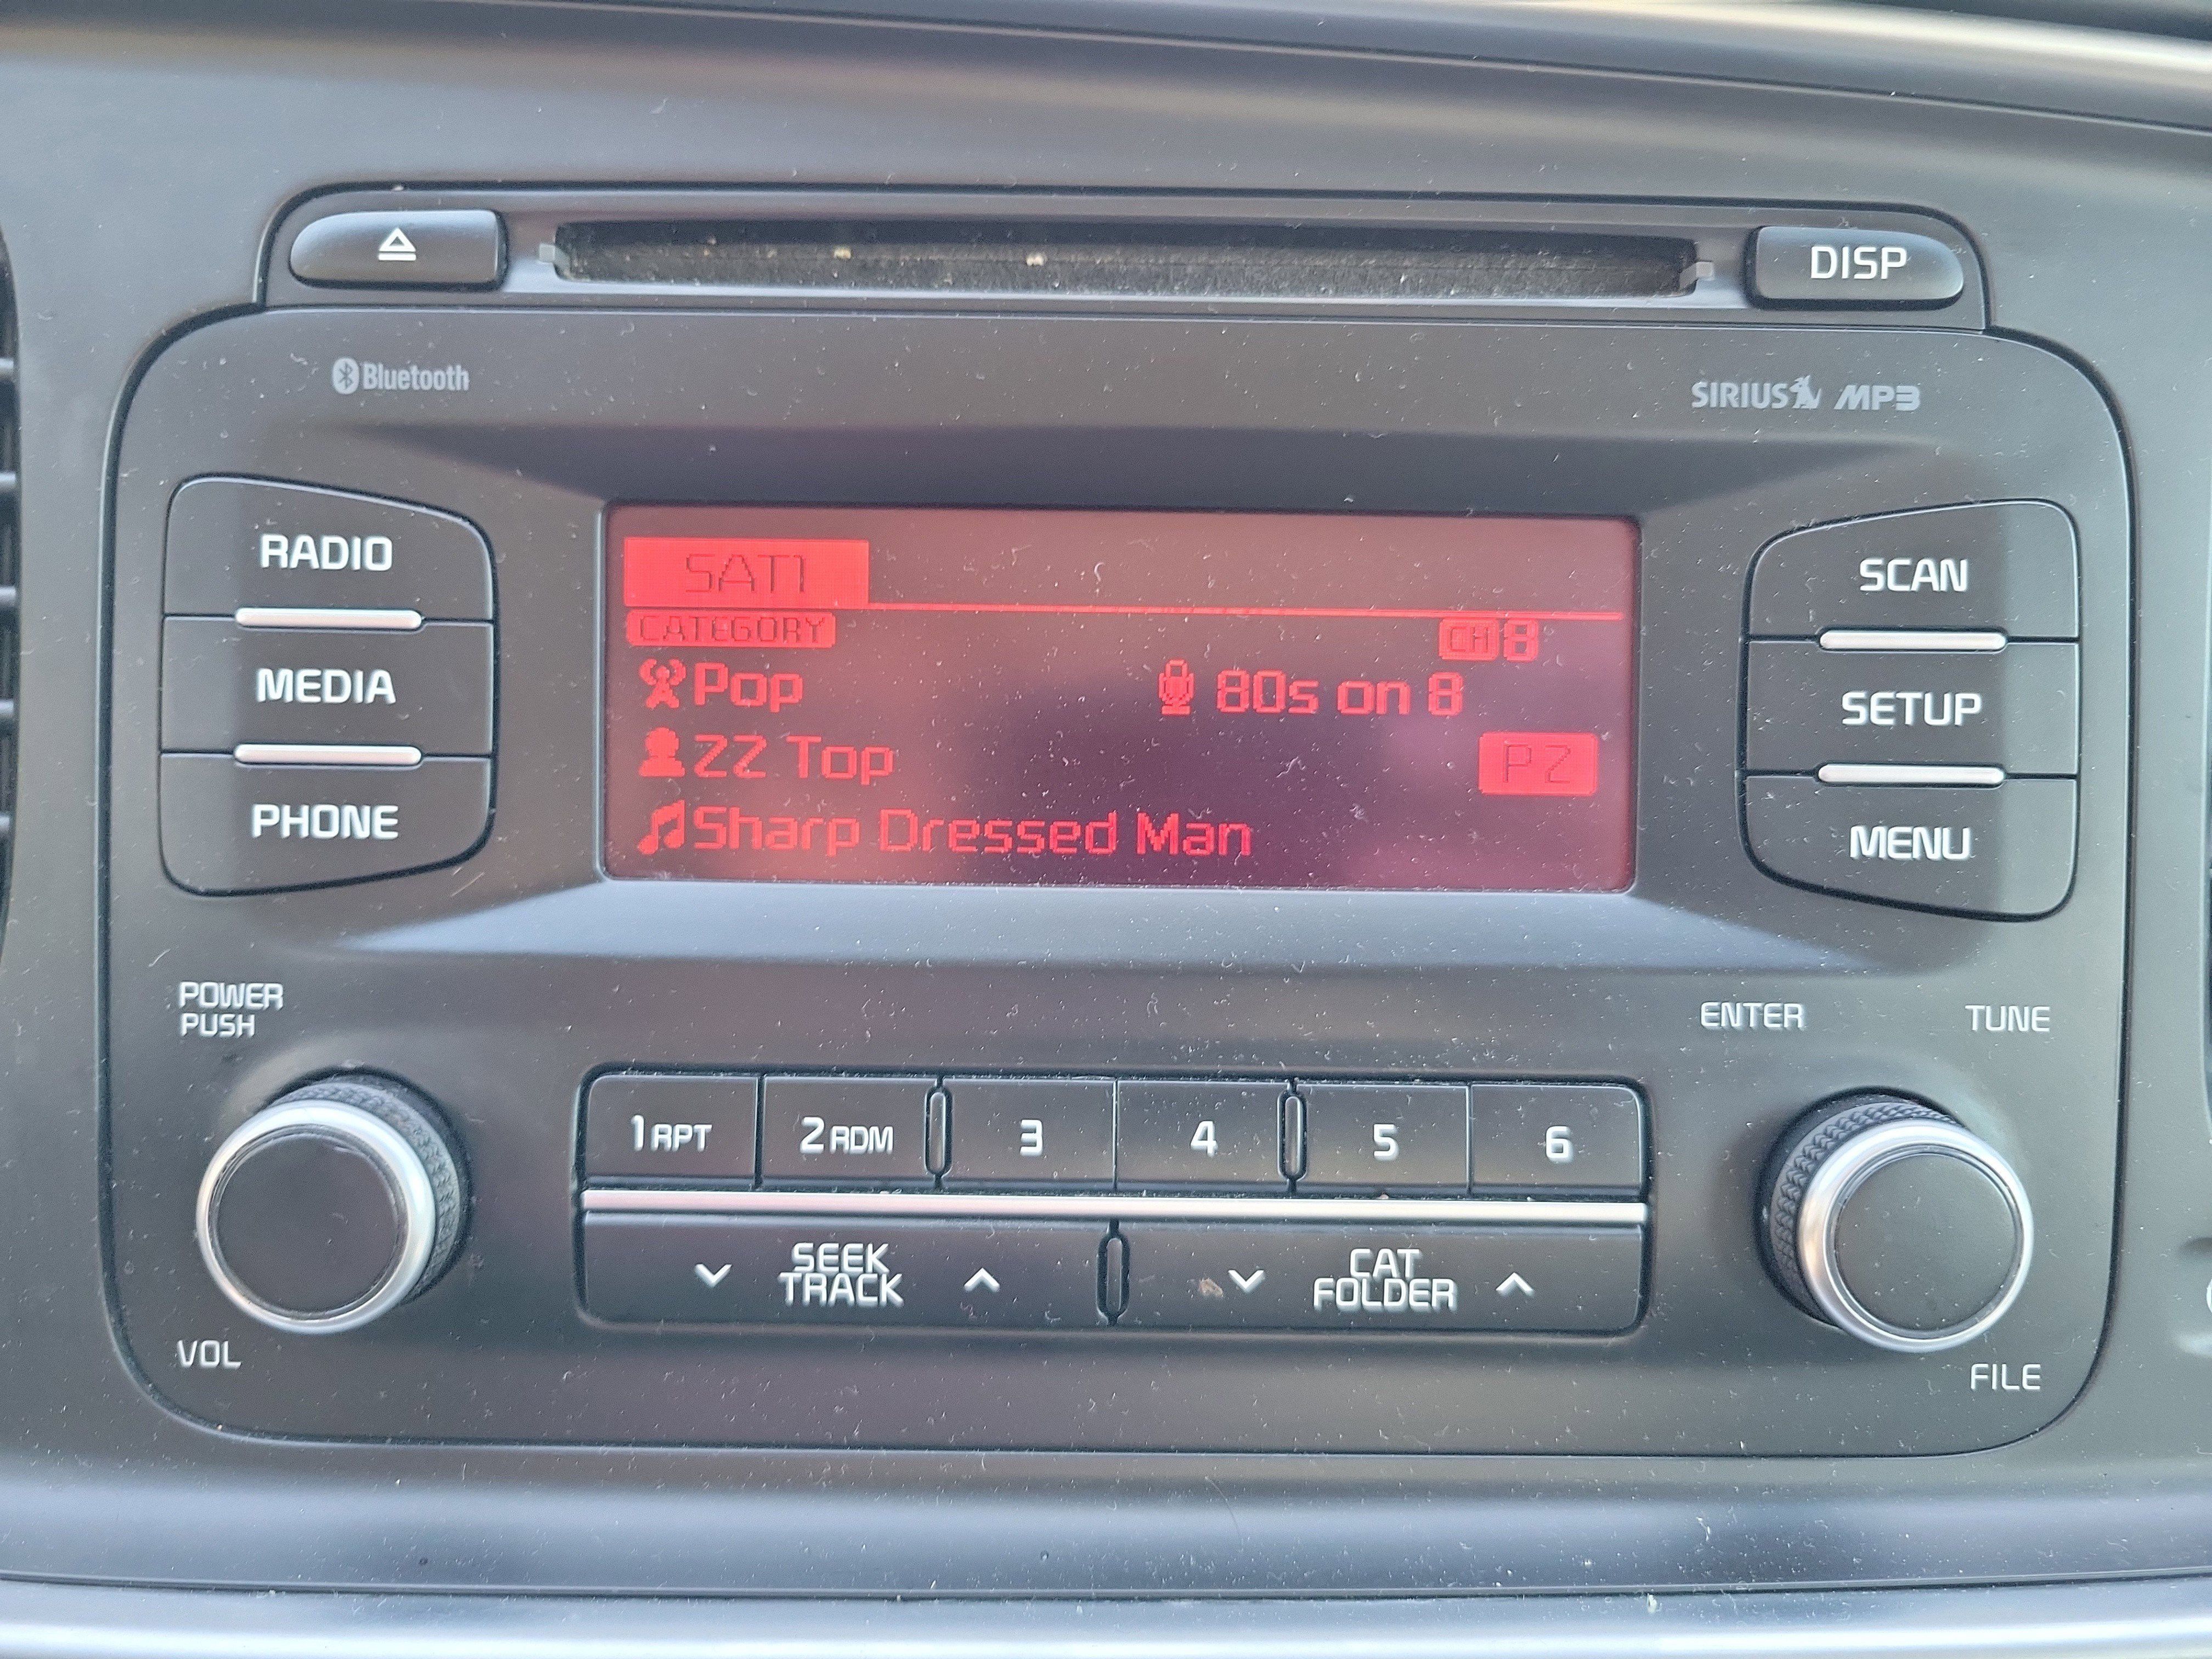 DISP
Bluetooth
SIRIUS MP3
RADIO
MEDIA
PHONE
SAT1
CATEGORY
CH 8
Pop
80s on 8
ZZ Top
P2
Sharp Dressed Man
SCAN
SETUP
MENU
POWER
PUSH
VOL
1 RPT
2 RDM
3
4
5
6
SEEK
TRACK
CAT
FOLDER
ENTER
TUNE
FILE